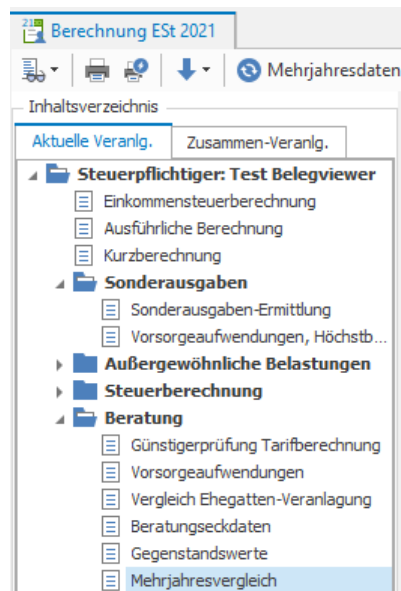 Berechnung ESt 2021
Mehrjahresdaten
Inhaltsverzeichnis
Aktuelle Veranlg.
Zusammen-Veranlg.
Steuerpflichtiger: Test Belegviewer
Einkommensteuerberechnung
Ausführliche Berechnung
Kurzberechnung
Sonderausgaben
Sonderausgaben-Ermittlung
Vorsorgeaufwendungen, Höchstb...
Außergewöhnliche Belastungen
Steuerberechnung
Beratung
Günstigerprüfung Tarifberechnung
Vorsorgeaufwendungen
Vergleich Ehegatten-Veranlagung
Beratungseckdaten
Gegenstandswerte
Mehrjahresvergleich